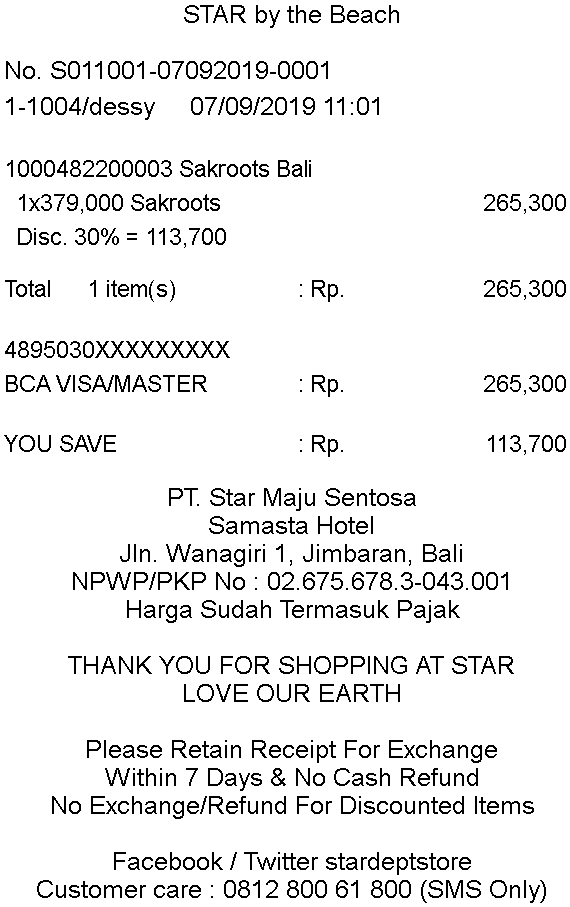 STAR by the Beach
No. S011001-07092019-0001
1-1004/dessy 07/09/2019 11:01
1000482200003 Sakroots Bali
1x379,000 Sakroots 265,300
Disc. 30% = 113,700
Total 1 item(s) : Rp. 265,300
4895030XXXXXXXXX
BCA VISA/MASTER : Rp. 265,300
YOU SAVE : Rp. 113,700
PT. Star Maju Sentosa
Samasta Hotel
Jln. Wanagiri 1, Jimbaran, Bali
NPWP/PKP No : 02.675.678.3-043.001
Harga Sudah Termasuk Pajak
THANK YOU FOR SHOPPING AT STAR
LOVE OUR EARTH
Please Retain Receipt For Exchange
Within 7 Days & No Cash Refund
No Exchange/Refund For Discounted Items
Facebook / Twitter stardeptstore
Customer care : 0812 800 61 800 (SMS Only)